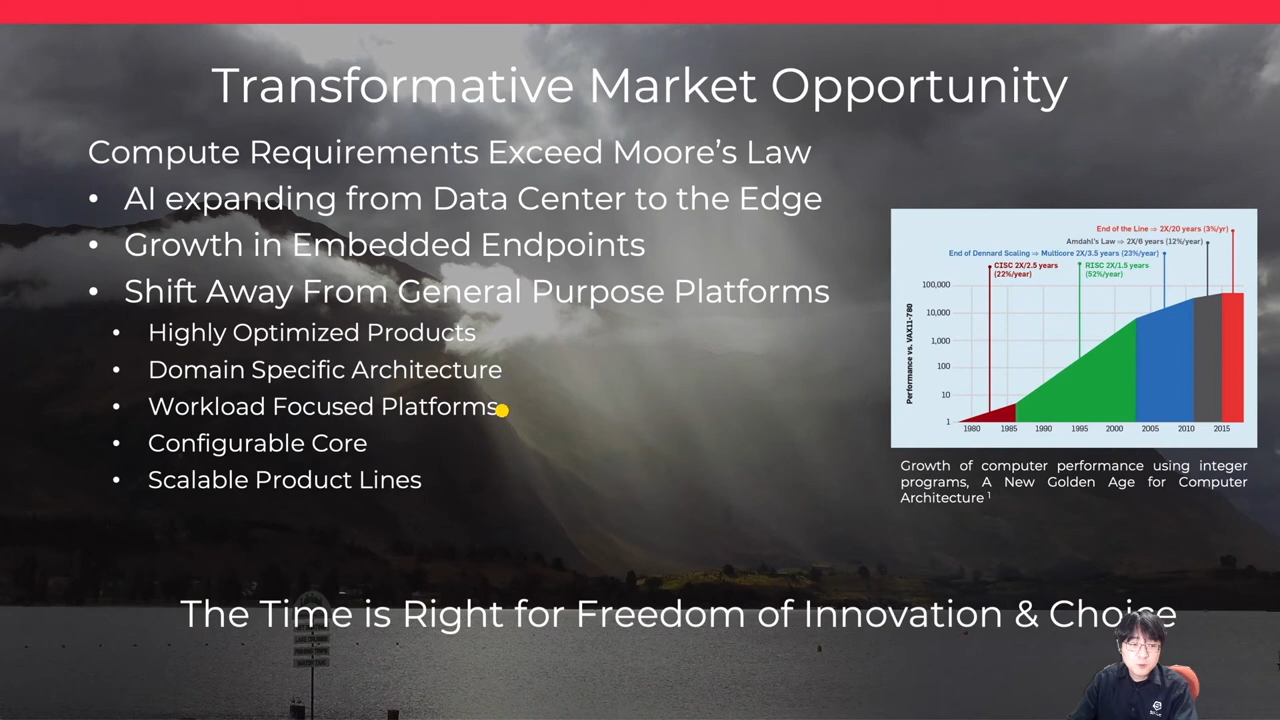 Transformative Market Opportunity
Compute Requirements Exceed Moore's Law
• AI expanding from Data Center to the Edge
• Growth in Embedded Endpoints
• Shift Away From General Purpose Platforms
• Highly Optimized Products
• Domain Specific Architecture
• Workload Focused Platforms
• Configurable Core
• Scalable Product Lines
End of the Line ⇒ 2X/20 years (3%/yr)
Amdahl's Law ⇒ 2X/6 years (12%/year)
End of Dennard Scaling ⇒ Multicore 2X/3.5 years (23%/year)
CISC 2X/2.5 years
(22%/year)
RISC 2X/1.5 years
(52%/year)
100,000
10,000
1,000
100
10
1
Performance vs. VAX11-780
1980 1985 1990 1995 2000 2005 2010 2015
Growth of computer performance using integer
programs, A New Golden Age for Computer
Architecture ¹
The Time is Right for Freedom of Innovation & Choice